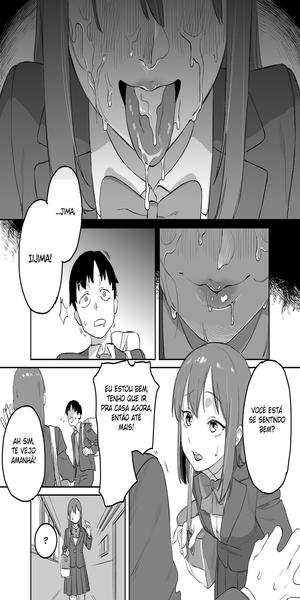 ...JIMA,
IIJIMA!
VOCÊ ESTÁ
SE SENTINDO
BEM?
EU ESTOU BEM,
TENHO QUE IR
PRA CASA AGORA,
ENTÃO ATÉ
MAIS!
AH SIM,
TE VEJO
AMANHÃ!
?